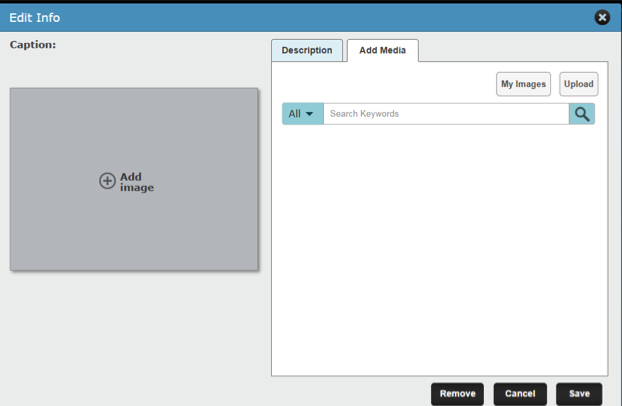 Edit Info
Caption:
Description
Add Media
My Images
Upload
All
Search Keywords
Add
image
Remove
Cancel
Save